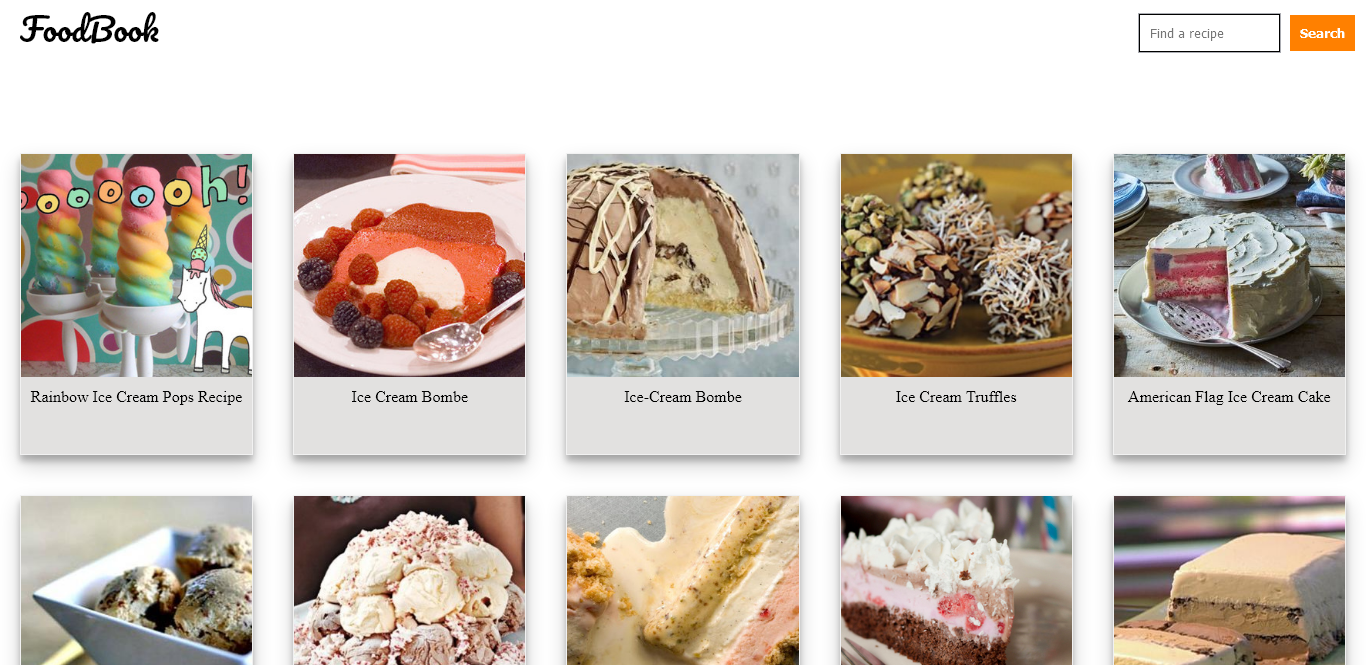 FoodBook
Find a recipe
Search
oooooh!
Rainbow Ice Cream Pops Recipe
Ice Cream Bombe
Ice-Cream Bombe
Ice Cream Truffles
American Flag Ice Cream Cake